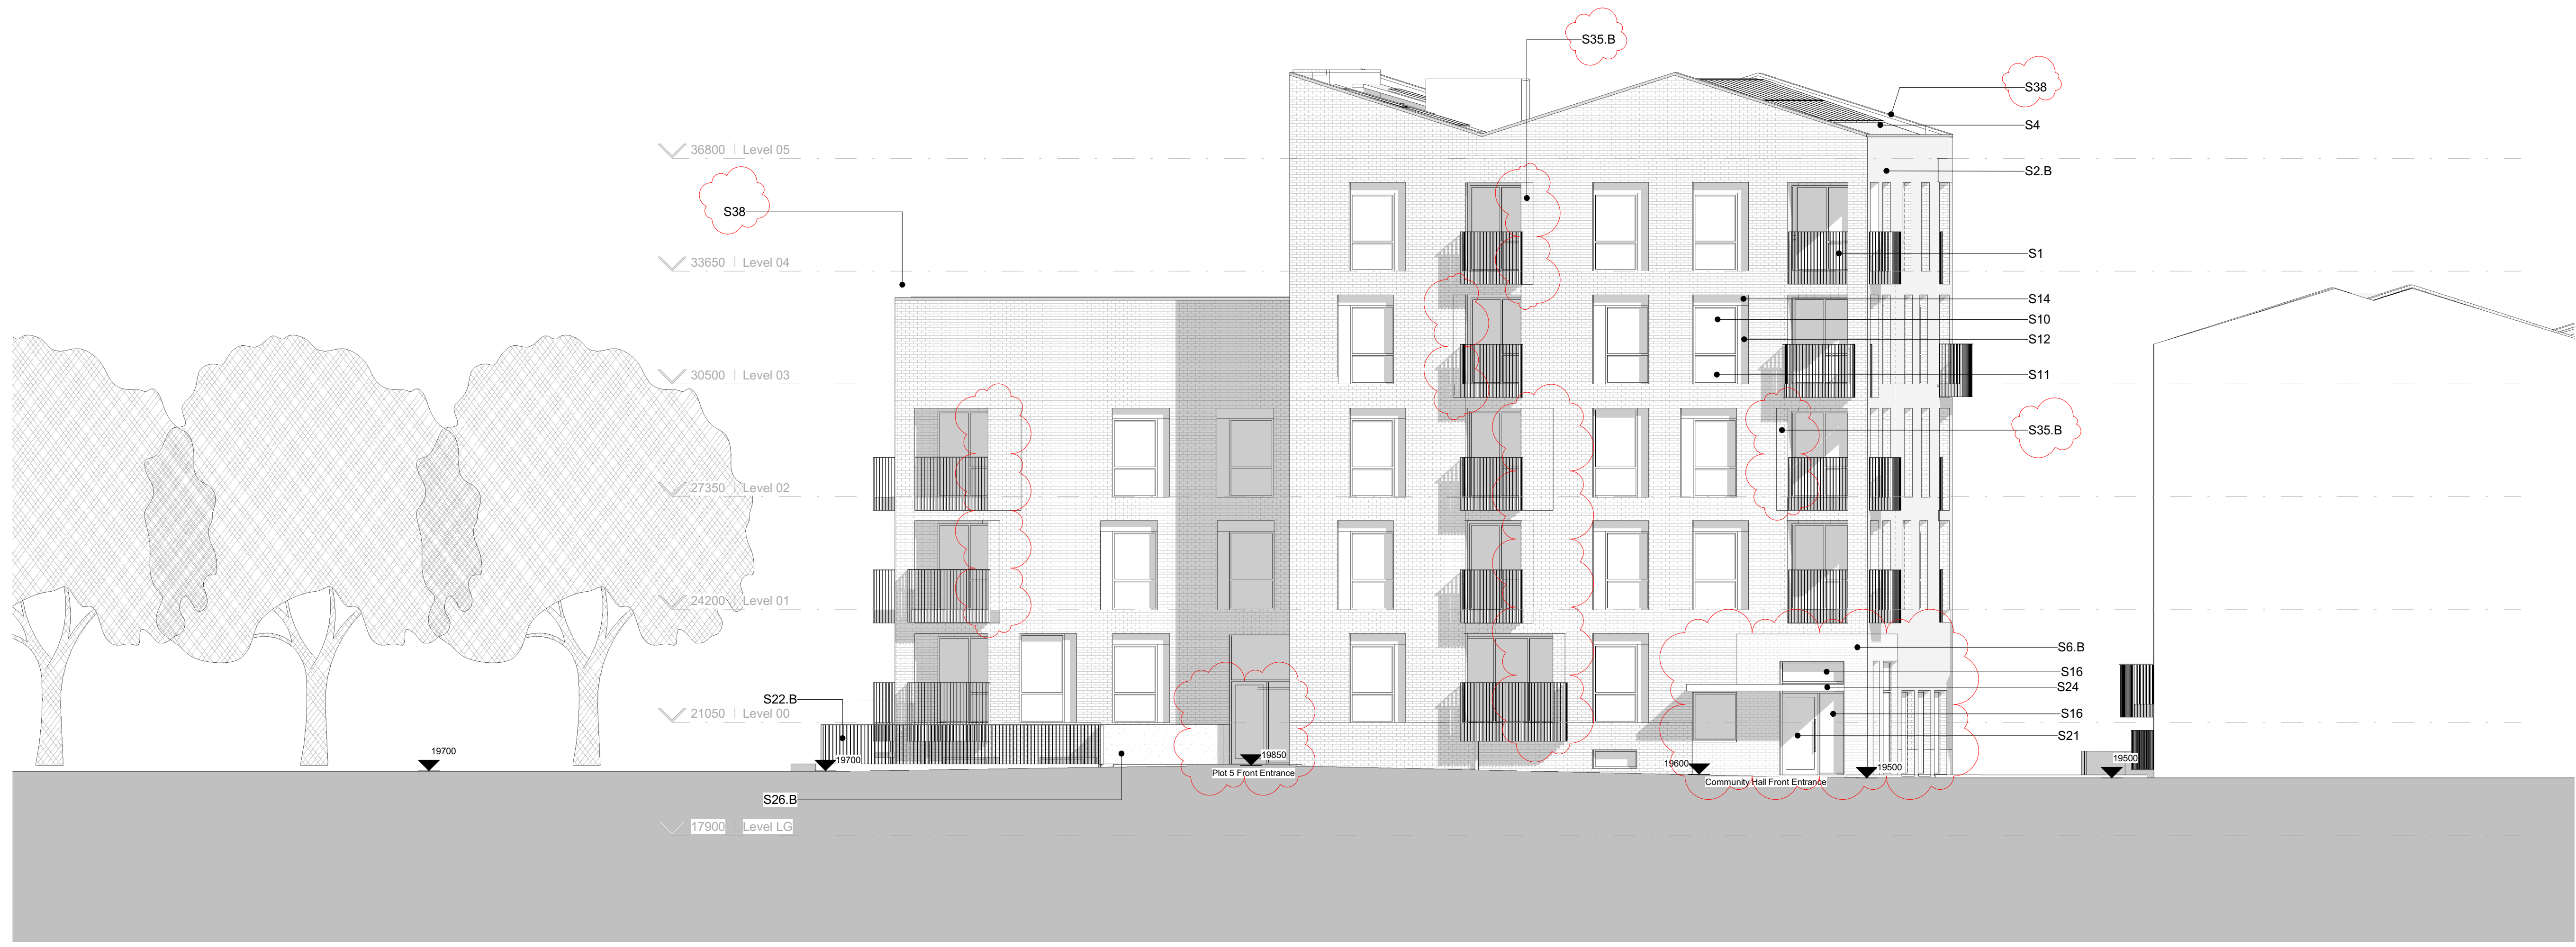 S35.B
S38
S4
36800 | Level 05
S2.B
S38
S1
33650 | Level 04
S14
S10
S12
30500 | Level 03
S11
S35.B
27350 | Level 02
24200 | Level 01
S6.B
S16
S24
S22.B
21050 | Level 00
S16
S21
19700
19700
19850
Plot 5 Front Entrance
19600
19500
19500
Community Hall Front Entrance
S26.B
17900 | Level LG